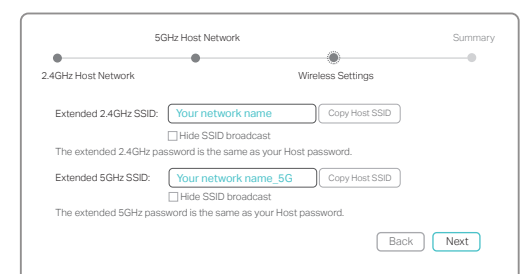 5GHz Host Network Summary
2.4GHz Host Network Wireless Settings
Extended 2.4GHz SSID: Your network name Copy Host SSID
Hide SSID broadcast
The extended 2.4GHz password is the same as your Host password.
Extended 5GHz SSID: Your network name_5G Copy Host SSID
Hide SSID broadcast
The extended 5GHz password is the same as your Host password.
Back Next